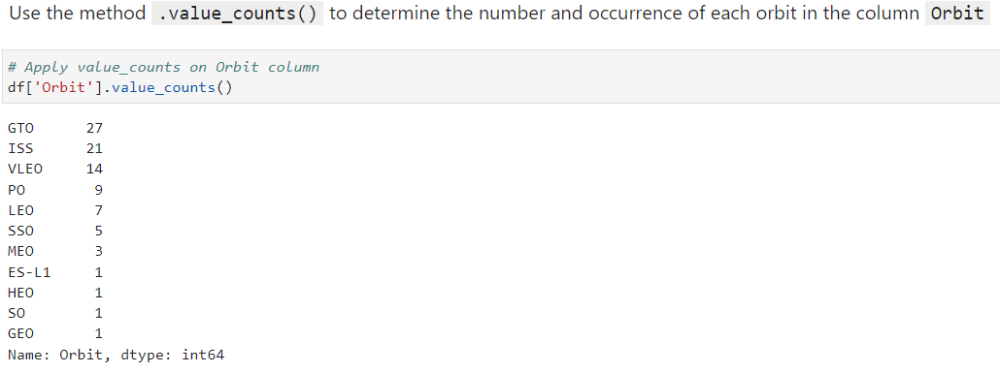 Use the method .value_counts() to determine the number and occurrence of each orbit in the column Orbit
# Apply value_counts on Orbit column
df['Orbit'].value_counts()
GTO 27
ISS 21
VLEO 14
PO 9
LEO 7
SSO 5
MEO 3
ES-L1 1
HEO 1
SO 1
GEO 1
Name: Orbit, dtype: int64